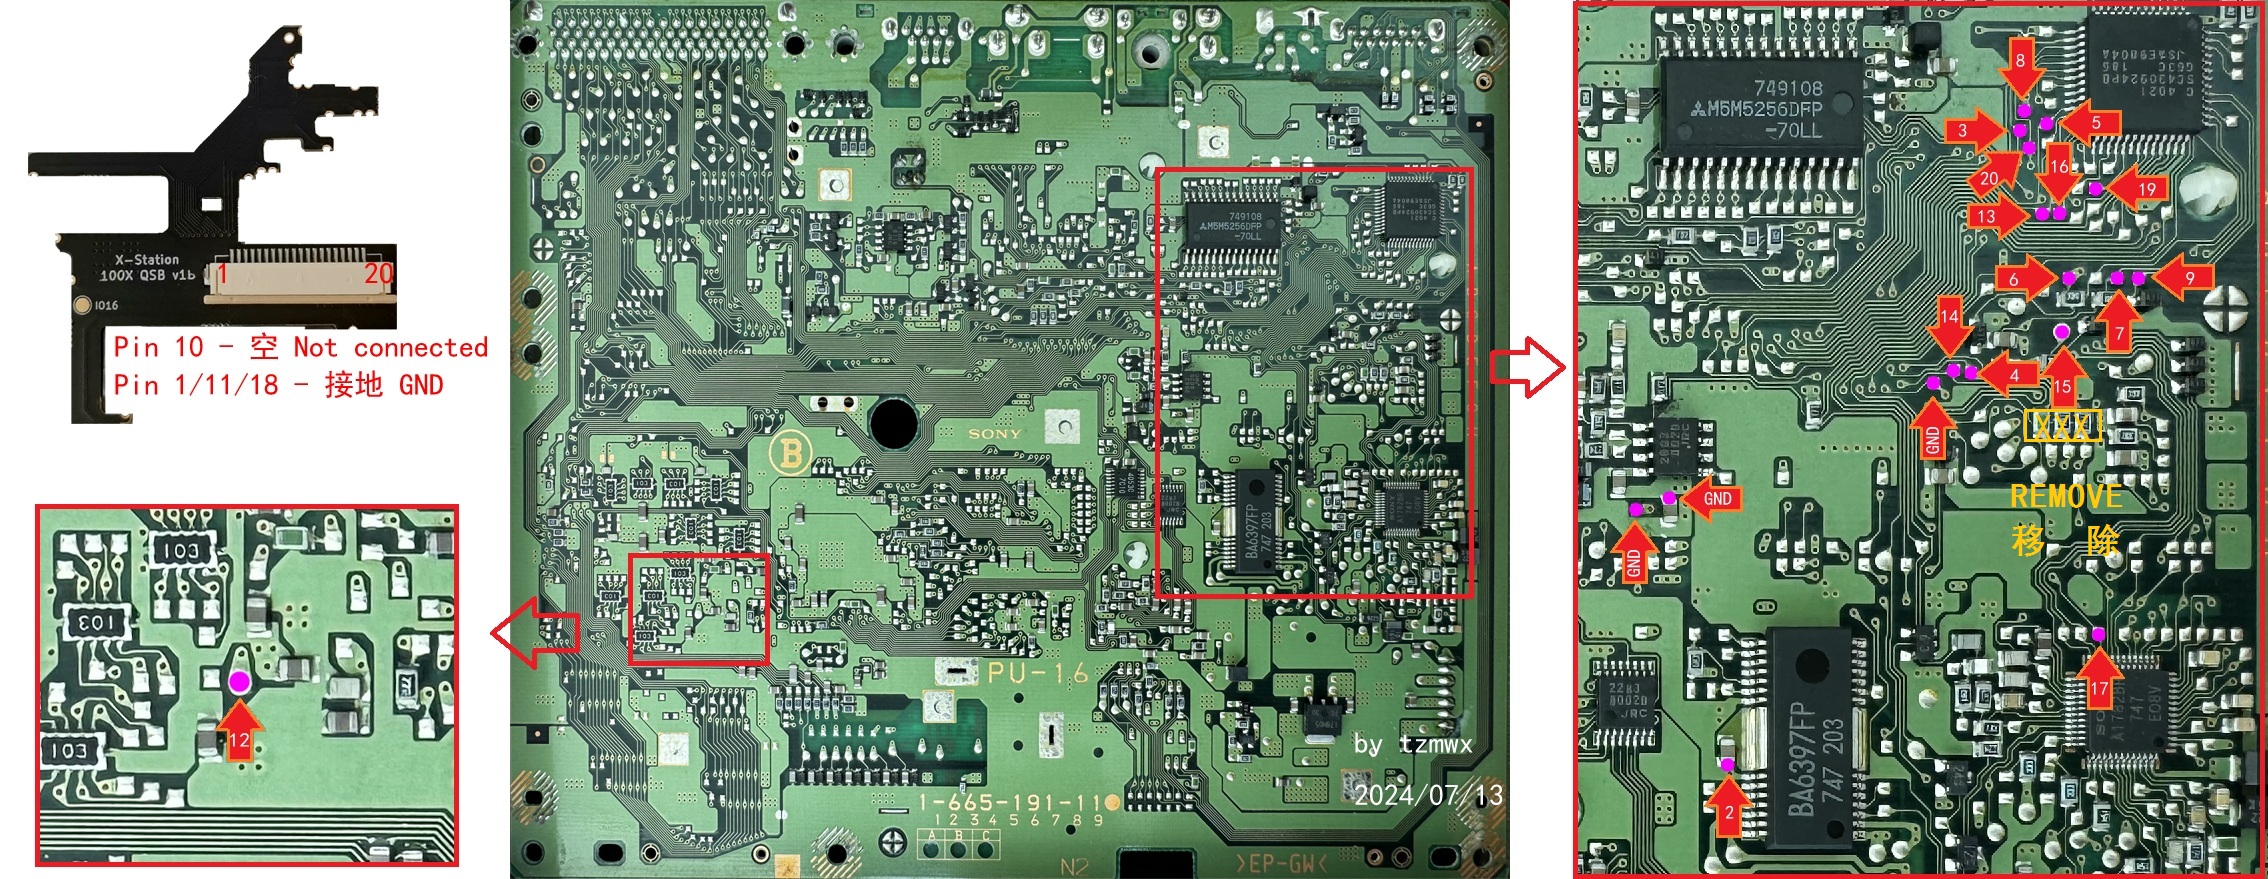 X-Station
100X QSB v1b
1
20
IO16
Pin 10 - 空 Not connected
Pin 1/11/18 - 接地 GND
103
103
103
12
749108
M5M5256DFP
-70LL
SONY
B
BA6397FP
747 203
PU-16
by tzmwx
2024/07/13
1-665-191-11
1 2 3 4 5 6 7 8 9
A B C
N2
>EP-GW<
749108
M5M5256DFP
-70LL
8
3
5
20
16
19
13
6
9
7
14
4
15
GND
XXX
REMOVE
移 除
GND
GND
17
2
BA6397FP
747 203
JRC
JRC